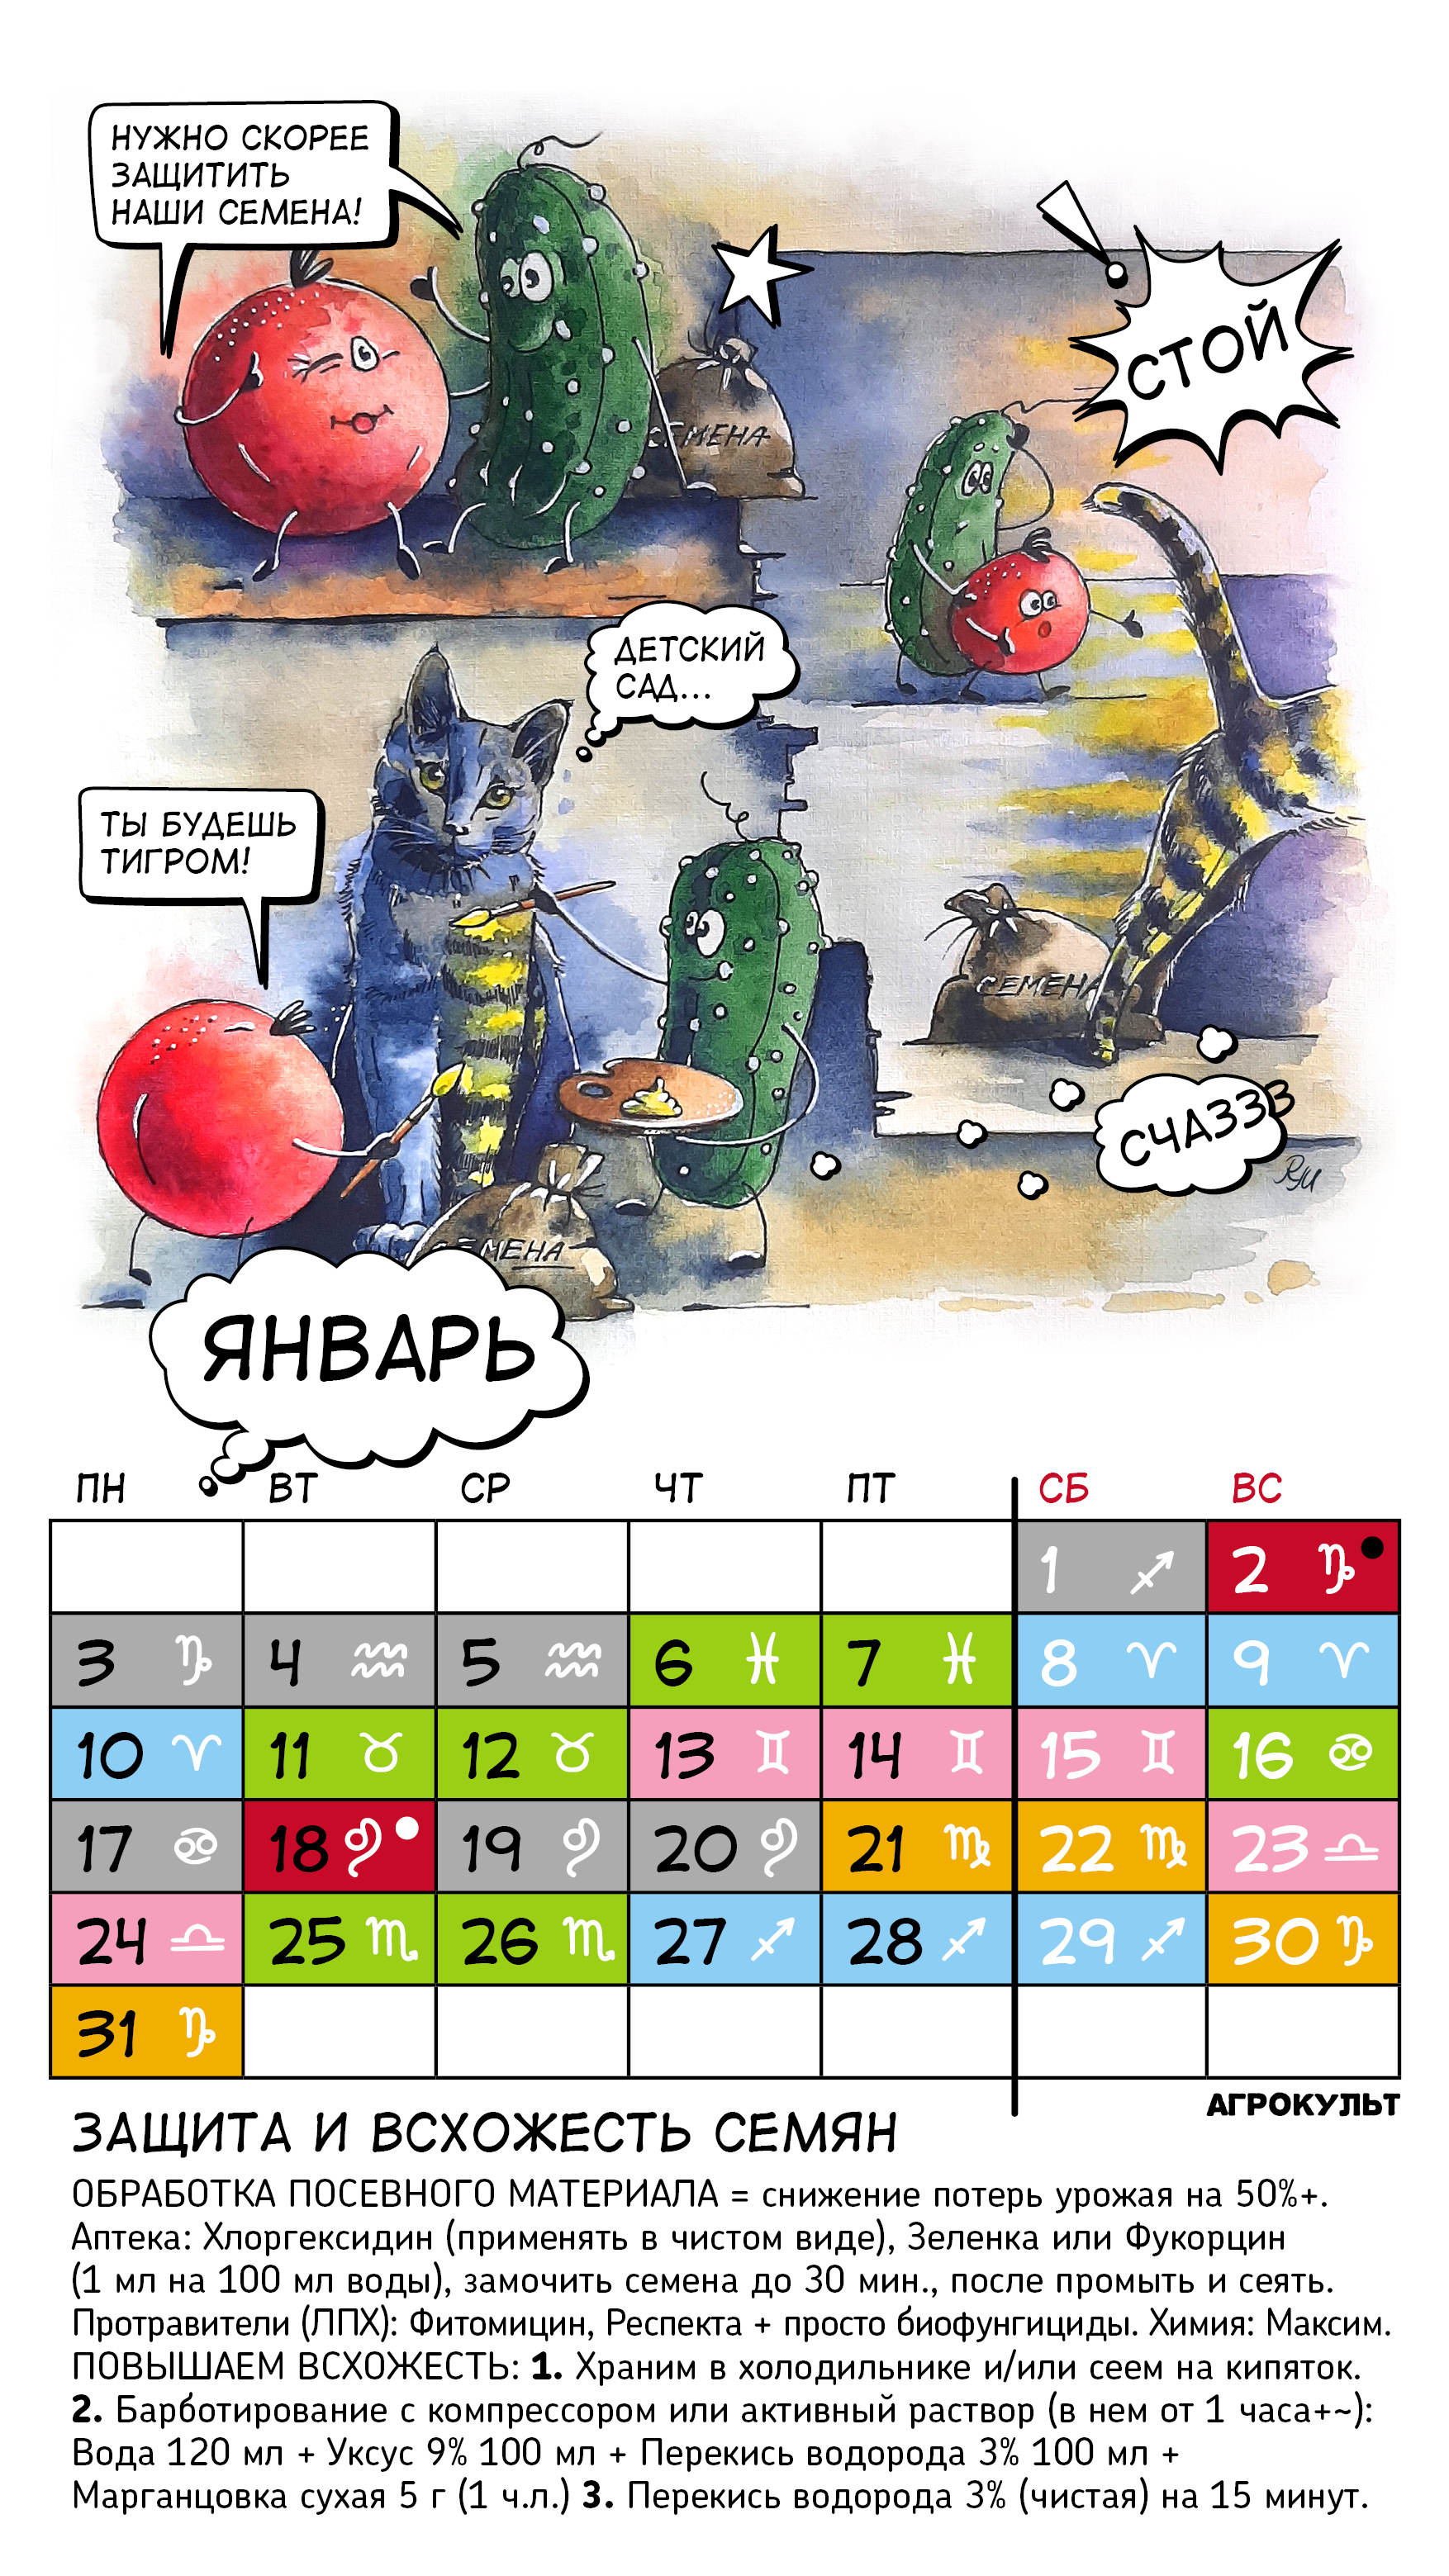 НУЖНО СКОРЕЕ
ЗАЩИТИТЬ
НАШИ СЕМЕНА!
СЕМЕНА
СТОЙ
ДЕТСКИЙ
САД...
ТЫ БУДЕШЬ
ТИГРОМ!
СЕМЕНА
СЧАЗЗЗ
СЕМЕНА
ЯНВАРЬ
ПН ВТ СР ЧТ ПТ СБ ВС
1 2
3 4 5 6 7 8 9
10 11 12 13 14 15 16
17 18 19 20 21 22 23
24 25 26 27 28 29 30
31
АГРОКУЛЬТ
ЗАЩИТА И ВСХОЖЕСТЬ СЕМЯН
ОБРАБОТКА ПОСЕВНОГО МАТЕРИАЛА = снижение потерь урожая на 50%+.
Аптека: Хлоргексидин (применять в чистом виде), Зеленка или Фукорцин
(1 мл на 100 мл воды), замочить семена до 30 мин., после промыть и сеять.
Протравители (ЛПХ): Фитомицин, Респекта + просто биофунгициды. Химия: Максим.
ПОВЫШАЕМ ВСХОЖЕСТЬ: 1. Храним в холодильнике и/или сеем на кипяток.
2. Барботирование с компрессором или активный раствор (в нем от 1 часа+~):
Вода 120 мл + Уксус 9% 100 мл + Перекись водорода 3% 100 мл +
Марганцовка сухая 5 г (1 ч.л.) 3. Перекись водорода 3% (чистая) на 15 минут.